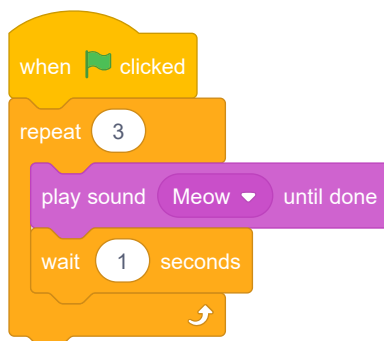 when clicked
repeat 3
play sound Meow until done
wait 1 seconds